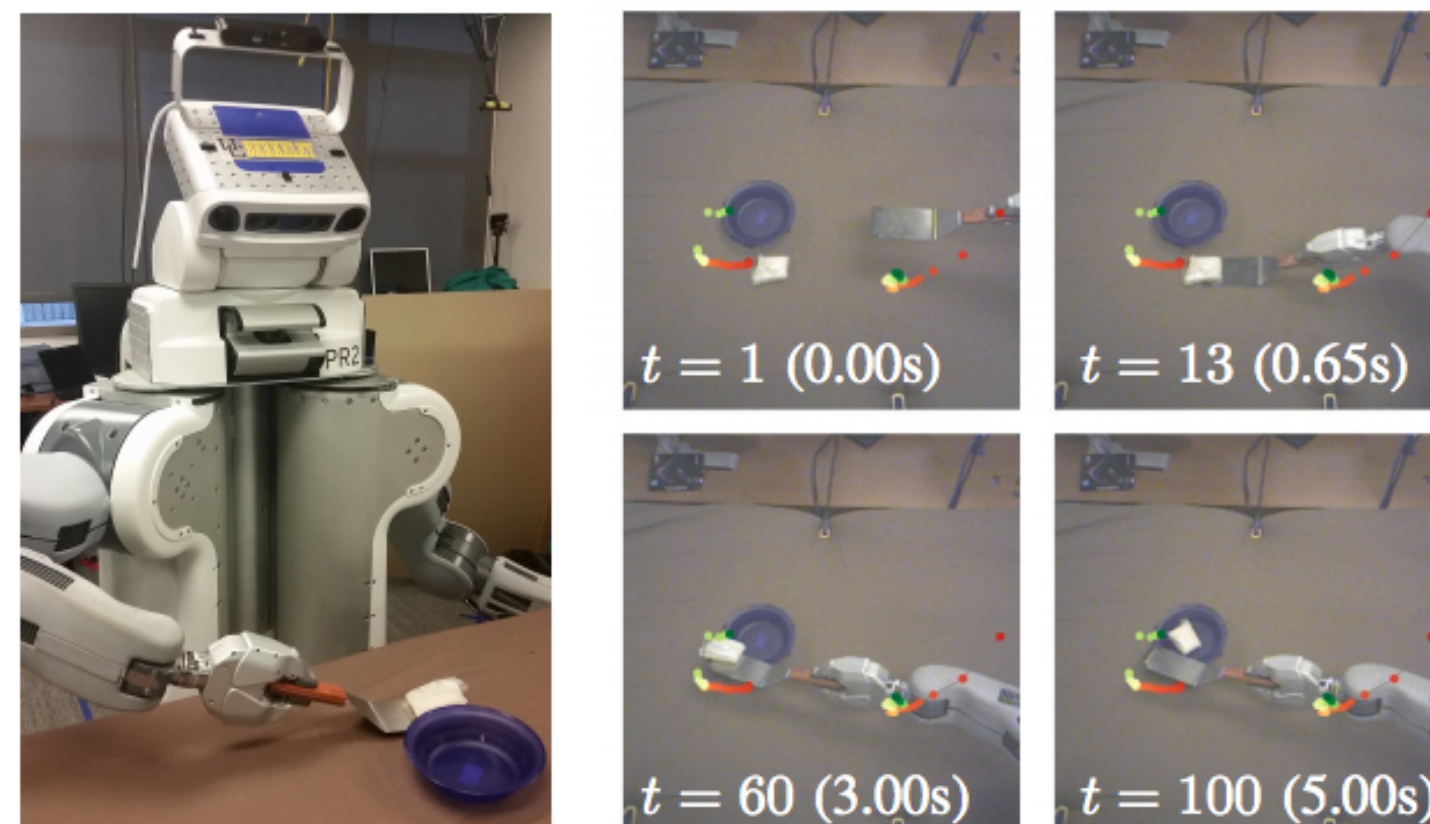 PR2
t = 1 (0.00s)
t = 13 (0.65s)
t = 60 (3.00s)
t = 100 (5.00s)